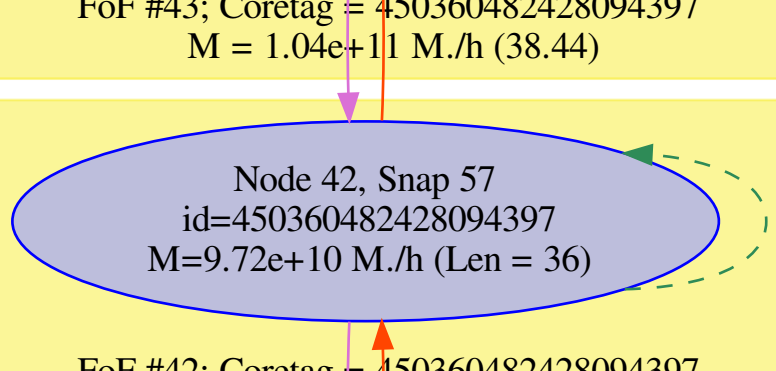 FoF #43; Coretag = 450360482428094397
M = 1.04e+11 M./h (38.44)
Node 42, Snap 57
id=450360482428094397
M=9.72e+10 M./h (Len = 36)
FoF #42; Coretag = 450360482428094397